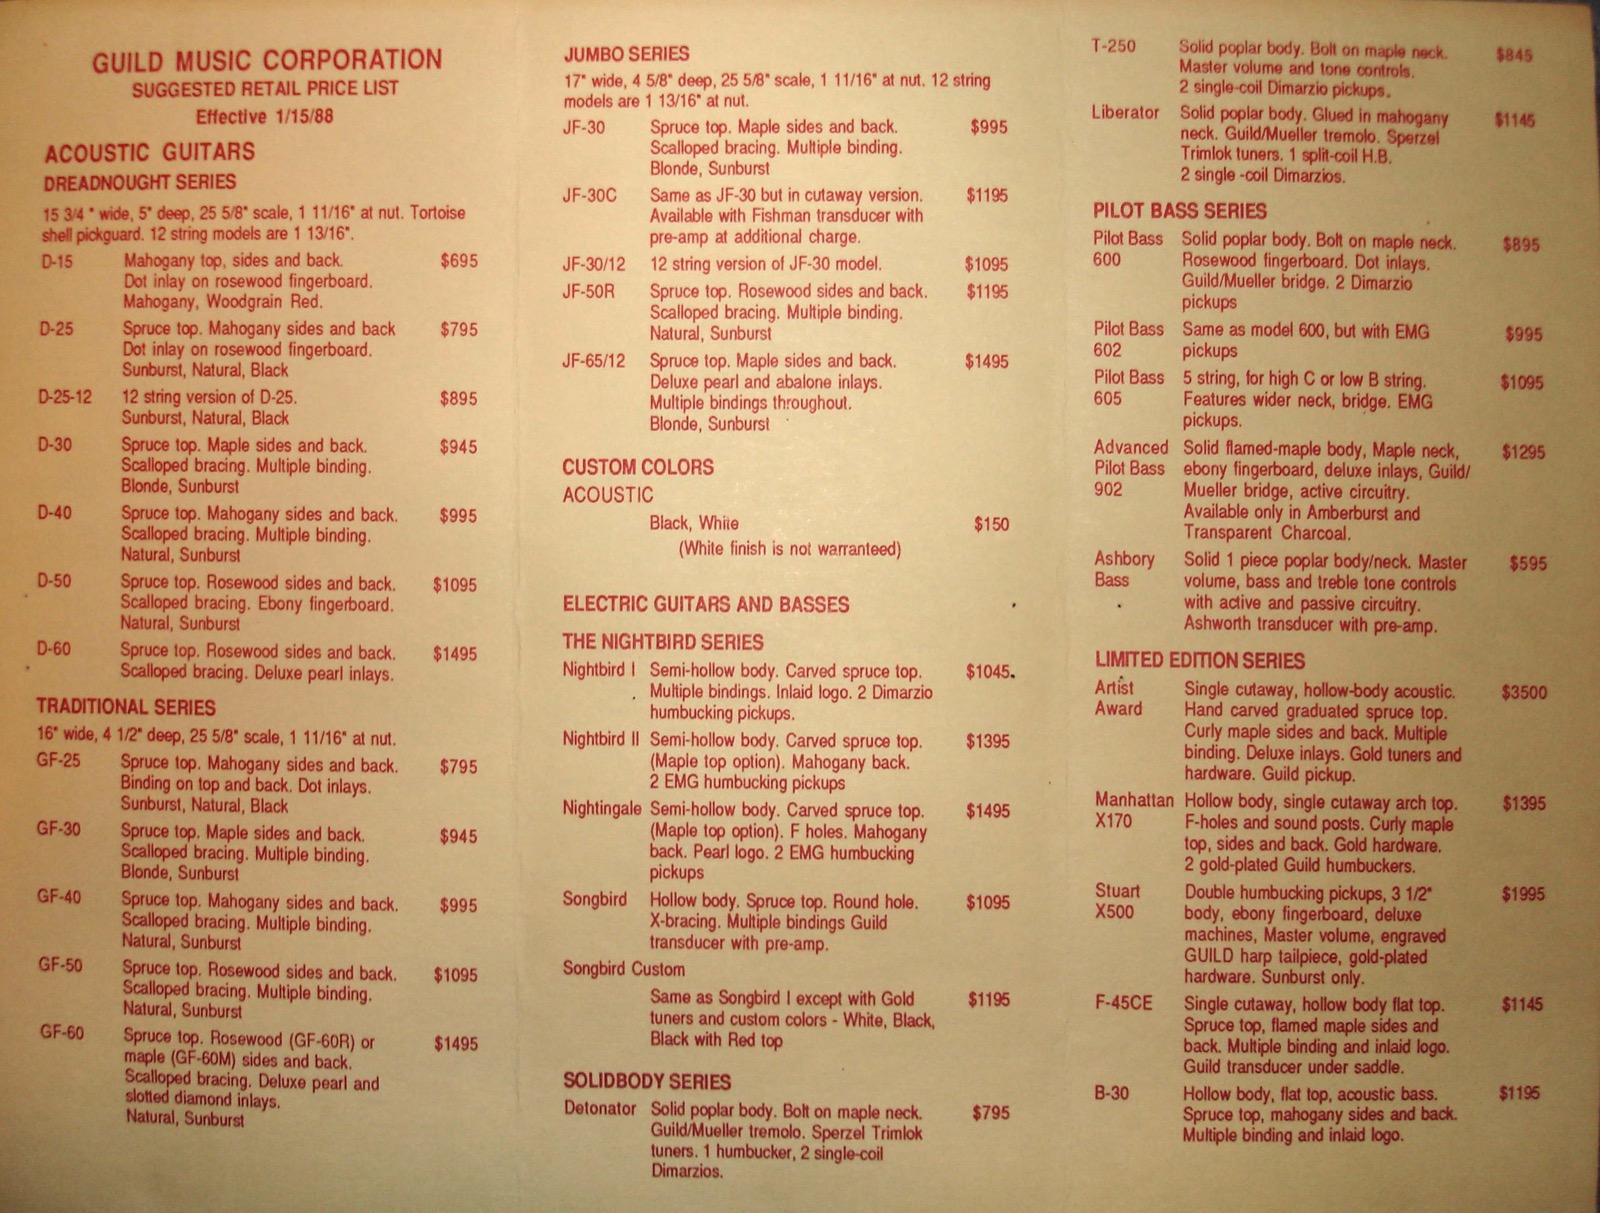 GUILD MUSIC CORPORATION
SUGGESTED RETAIL PRICE LIST
Effective 1/15/88
ACOUSTIC GUITARS
DREADNOUGHT SERIES
15 3/4 " wide, 5" deep, 25 5/8" scale, 1 11/16" at nut. Tortoise
shell pickguard. 12 string models are 1 13/16".
D-15 Mahogany top, sides and back. $695
Dot inlay on rosewood fingerboard.
Mahogany, Woodgrain Red.
D-25 Spruce top. Mahogany sides and back $795
Dot inlay on rosewood fingerboard.
Sunburst, Natural, Black
D-25-12 12 string version of D-25. $895
Sunburst, Natural, Black
D-30 Spruce top. Maple sides and back. $945
Scalloped bracing. Multiple binding.
Blonde, Sunburst
D-40 Spruce top. Mahogany sides and back. $995
Scalloped bracing. Multiple binding.
Natural, Sunburst
D-50 Spruce top. Rosewood sides and back. $1095
Scalloped bracing. Ebony fingerboard.
Natural, Sunburst
D-60 Spruce top. Rosewood sides and back. $1495
Scalloped bracing. Deluxe pearl inlays.
TRADITIONAL SERIES
16" wide, 4 1/2" deep, 25 5/8" scale, 1 11/16" at nut.
GF-25 Spruce top. Mahogany sides and back. $795
Binding on top and back. Dot inlays.
Sunburst, Natural, Black
GF-30 Spruce top. Maple sides and back. $945
Scalloped bracing. Multiple binding.
Blonde, Sunburst
GF-40 Spruce top. Mahogany sides and back. $995
Scalloped bracing. Multiple binding.
Natural, Sunburst
GF-50 Spruce top. Rosewood sides and back. $1095
Scalloped bracing. Multiple binding.
Natural, Sunburst
GF-60 Spruce top. Rosewood (GF-60R) or $1495
maple (GF-60M) sides and back.
Scalloped bracing. Deluxe pearl and
slotted diamond inlays.
Natural, Sunburst
JUMBO SERIES
17" wide, 4 5/8" deep, 25 5/8" scale, 1 11/16" at nut. 12 string
models are 1 13/16" at nut.
JF-30 Spruce top. Maple sides and back. $995
Scalloped bracing. Multiple binding.
Blonde, Sunburst
JF-30C Same as JF-30 but in cutaway version. $1195
Available with Fishman transducer with
pre-amp at additional charge.
JF-30/12 12 string version of JF-30 model. $1095
JF-50R Spruce top. Rosewood sides and back. $1195
Scalloped bracing. Multiple binding.
Natural, Sunburst
JF-65/12 Spruce top. Maple sides and back. $1495
Deluxe pearl and abalone inlays.
Multiple bindings throughout.
Blonde, Sunburst
CUSTOM COLORS
ACOUSTIC
Black, White $150
(White finish is not warranteed)
ELECTRIC GUITARS AND BASSES
THE NIGHTBIRD SERIES
Nightbird I Semi-hollow body. Carved spruce top. $1045.
Multiple bindings. Inlaid logo. 2 Dimarzio
humbucking pickups.
Nightbird II Semi-hollow body. Carved spruce top. $1395
(Maple top option). Mahogany back.
2 EMG humbucking pickups
Nightingale Semi-hollow body. Carved spruce top. $1495
(Maple top option). F holes. Mahogany
back. Pearl logo. 2 EMG humbucking
pickups
Songbird Hollow body. Spruce top. Round hole. $1095
X-bracing. Multiple bindings Guild
transducer with pre-amp.
Songbird Custom
Same as Songbird I except with Gold $1195
tuners and custom colors - White, Black,
Black with Red top
SOLIDBODY SERIES
Detonator Solid poplar body. Bolt on maple neck. $795
Guild/Mueller tremolo. Sperzel Trimlok
tuners. 1 humbucker, 2 single-coil
Dimarzios.
T-250 Solid poplar body. Bolt on maple neck. $845
Master volume and tone controls.
2 single-coil Dimarzio pickups.
Liberator Solid poplar body. Glued in mahogany $1145
neck. Guild/Mueller tremolo. Sperzel
Trimlok tuners. 1 split-coil H.B.
2 single -coil Dimarzios.
PILOT BASS SERIES
Pilot Bass Solid poplar body. Bolt on maple neck. $895
600 Rosewood fingerboard. Dot inlays.
Guild/Mueller bridge. 2 Dimarzio
pickups
Pilot Bass Same as model 600, but with EMG $995
602 pickups
Pilot Bass 5 string, for high C or low B string. $1095
605 Features wider neck, bridge. EMG
pickups.
Advanced Solid flamed-maple body, Maple neck, $1295
Pilot Bass ebony fingerboard, deluxe inlays, Guild/
902 Mueller bridge, active circuitry.
Available only in Amberburst and
Transparent Charcoal.
Ashbory Solid 1 piece poplar body/neck. Master $595
Bass volume, bass and treble tone controls
with active and passive circuitry.
Ashworth transducer with pre-amp.
LIMITED EDITION SERIES
Artist Single cutaway, hollow-body acoustic. $3500
Award Hand carved graduated spruce top.
Curly maple sides and back. Multiple
binding. Deluxe inlays. Gold tuners and
hardware. Guild pickup.
Manhattan Hollow body, single cutaway arch top. $1395
X170 F-holes and sound posts. Curly maple
top, sides and back. Gold hardware.
2 gold-plated Guild humbuckers.
Stuart Double humbucking pickups, 3 1/2" $1995
X500 body, ebony fingerboard, deluxe
machines, Master volume, engraved
GUILD harp tailpiece, gold-plated
hardware. Sunburst only.
F-45CE Single cutaway, hollow body flat top. $1145
Spruce top, flamed maple sides and
back. Multiple binding and inlaid logo.
Guild transducer under saddle.
B-30 Hollow body, flat top, acoustic bass. $1195
Spruce top, mahogany sides and back.
Multiple binding and inlaid logo.